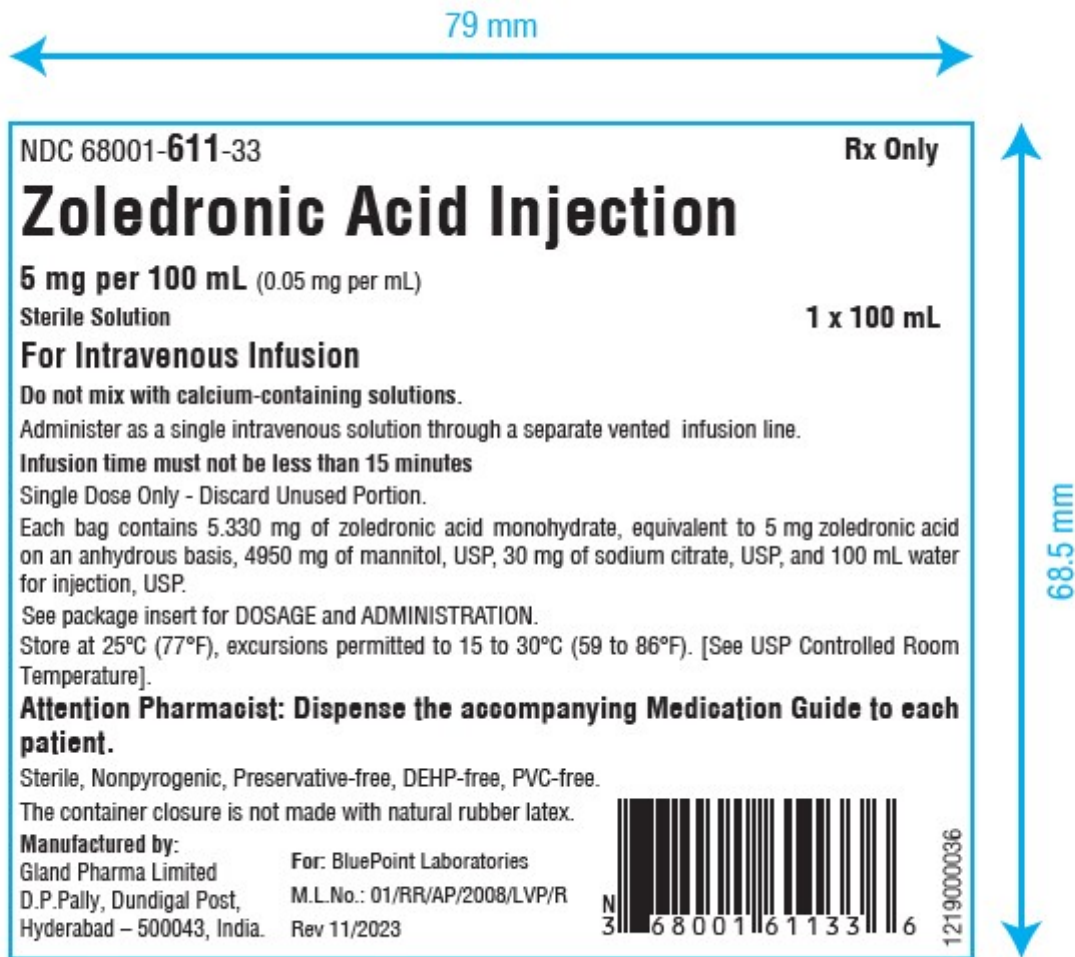 79 mm
NDC 68001-611-33
Rx Only
Zoledronic Acid Injection
5 mg per 100 mL (0.05 mg per mL)
Sterile Solution
1 x 100 mL
For Intravenous Infusion
Do not mix with calcium-containing solutions.
Administer as a single intravenous solution through a separate vented infusion line.
Infusion time must not be less than 15 minutes
Single Dose Only - Discard Unused Portion.
Each bag contains 5.330 mg of zoledronic acid monohydrate, equivalent to 5 mg zoledronic acid
on an anhydrous basis, 4950 mg of mannitol, USP, 30 mg of sodium citrate, USP, and 100 mL water
for injection, USP.
See package insert for DOSAGE and ADMINISTRATION.
Store at 25ºC (77°F), excursions permitted to 15 to 30ºC (59 to 86°F). [See USP Controlled Room
Temperature].
Attention Pharmacist: Dispense the accompanying Medication Guide to each
patient.
Sterile, Nonpyrogenic, Preservative-free, DEHP-free, PVC-free.
The container closure is not made with natural rubber latex.
Manufactured by:
Gland Pharma Limited
D.P.Pally, Dundigal Post,
Hyderabad – 500043, India.
For: BluePoint Laboratories
M.L.No.: 01/RR/AP/2008/LVP/R
Rev 11/2023
N
3 68001 61133 6
1219000036
68.5 mm